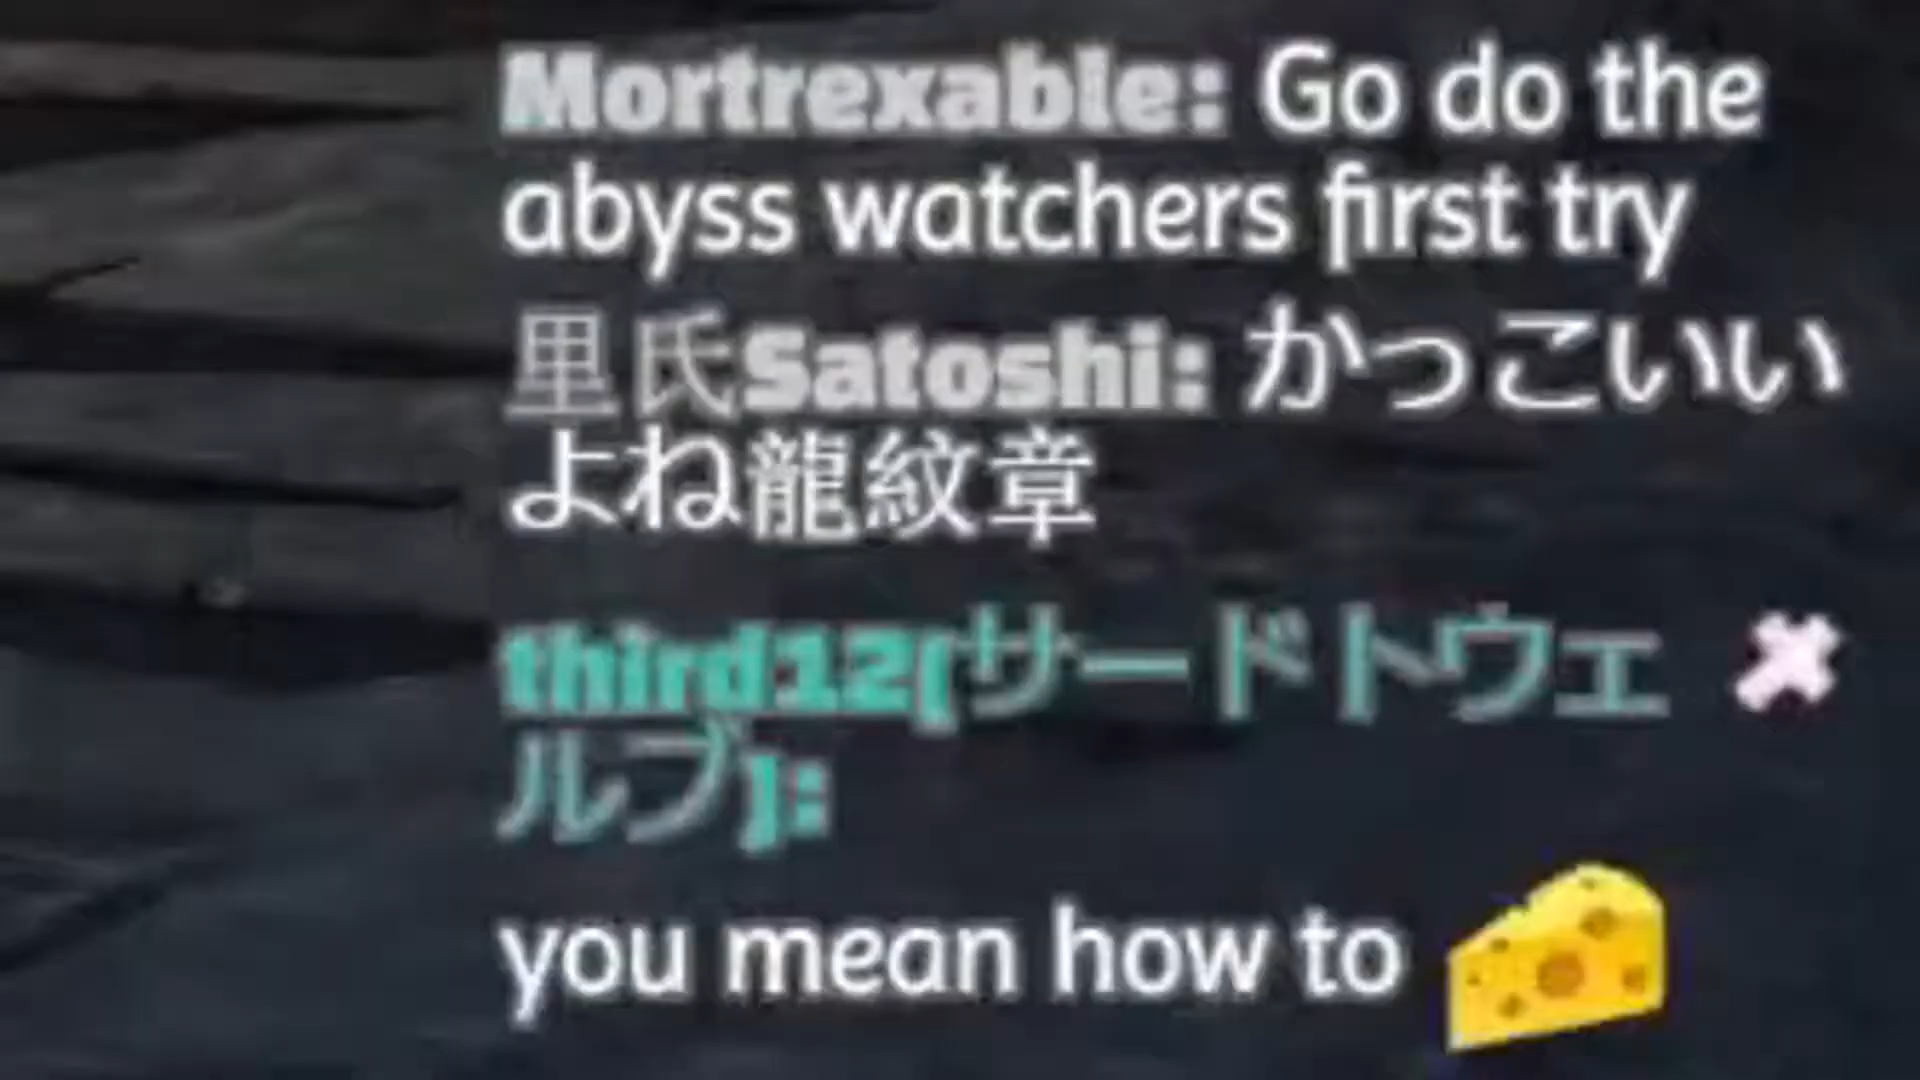 Mortrexable: Go do the
abyss watchers first try
里氏Satoshi: かっこいい
よね龍紋章
third12(サードトウェ
ルブ):
you mean how to